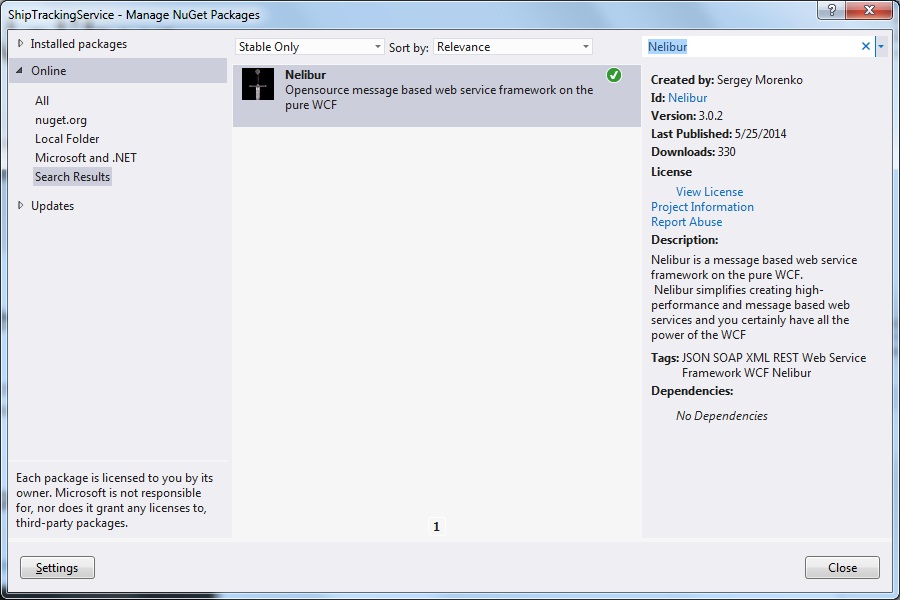 ShipTrackingService - Manage NuGet Packages
?
Installed packages
Online
All
nuget.org
Local Folder
Microsoft and .NET
Search Results
Updates
Each package is licensed to you by its
owner. Microsoft is not responsible
for, nor does it grant any licenses to,
third-party packages.
Stable Only
Sort by: Relevance
Nelibur
Opensource message based web service framework on the
pure WCF
1
Nelibur
Created by: Sergey Morenko
Id: Nelibur
Version: 3.0.2
Last Published: 5/25/2014
Downloads: 330
License
View License
Project Information
Report Abuse
Description:
Nelibur is a message based web service
framework on the pure WCF.
Nelibur simplifies creating high-
performance and message based web
services and you certainly have all the
power of the WCF
Tags: JSON SOAP XML REST Web Service
Framework WCF Nelibur
Dependencies:
No Dependencies
Settings
Close